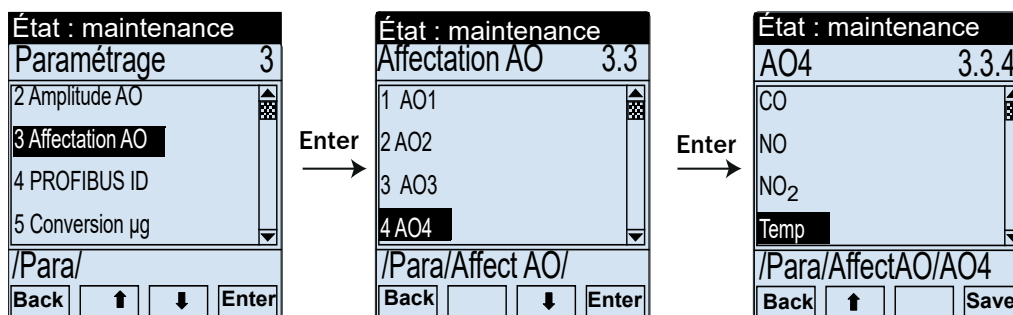 État : maintenance
Paramétrage 3
2 Amplitude AO
3 Affectation AO
4 PROFIBUS ID
5 Conversion µg
/Para/
Back Enter
Enter
État : maintenance
Affectation AO 3.3
1 AO1
2 AO2
3 AO3
4 AO4
/Para/Affect AO/
Back Enter
Enter
État : maintenance
AO4 3.3.4
CO
NO
NO2
Temp
/Para/AffectAO/AO4
Back Save